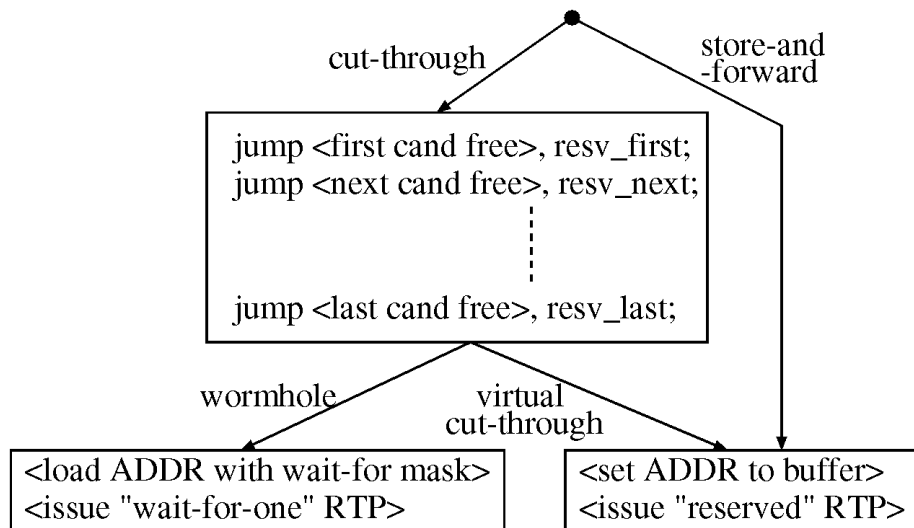 cut-through
store-and
-forward
jump <first cand free>, resv_first;
jump <next cand free>, resv_next;
jump <last cand free>, resv_last;
wormhole
virtual
cut-through
<load ADDR with wait-for mask>
<issue "wait-for-one" RTP>
<set ADDR to buffer>
<issue "reserved" RTP>